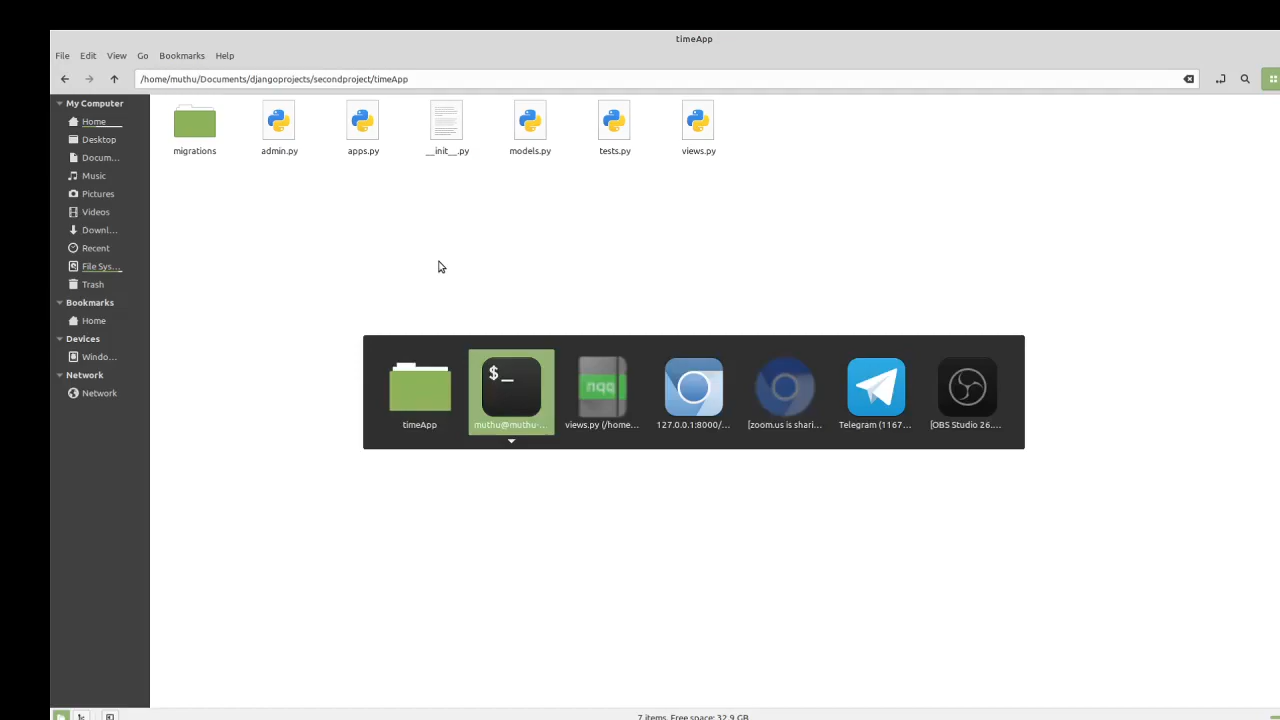 timeApp
File Edit View Go Bookmarks Help
/home/muthu/Documents/djangoprojects/secondproject/timeApp
My Computer
Home
Desktop
Docum...
Music
Pictures
Videos
Downl...
Recent
File Sys...
Trash
Bookmarks
Home
Devices
Windo...
Network
Network
migrations admin.py apps.py __init__.py models.py tests.py views.py
$_
nqq
timeApp muthu@muthu-... views.py (/home... 127.0.0.1:8000/... [zoom.us is shari... Telegram (1167... [OBS Studio 26....
7 items, Free space: 32.9 GB